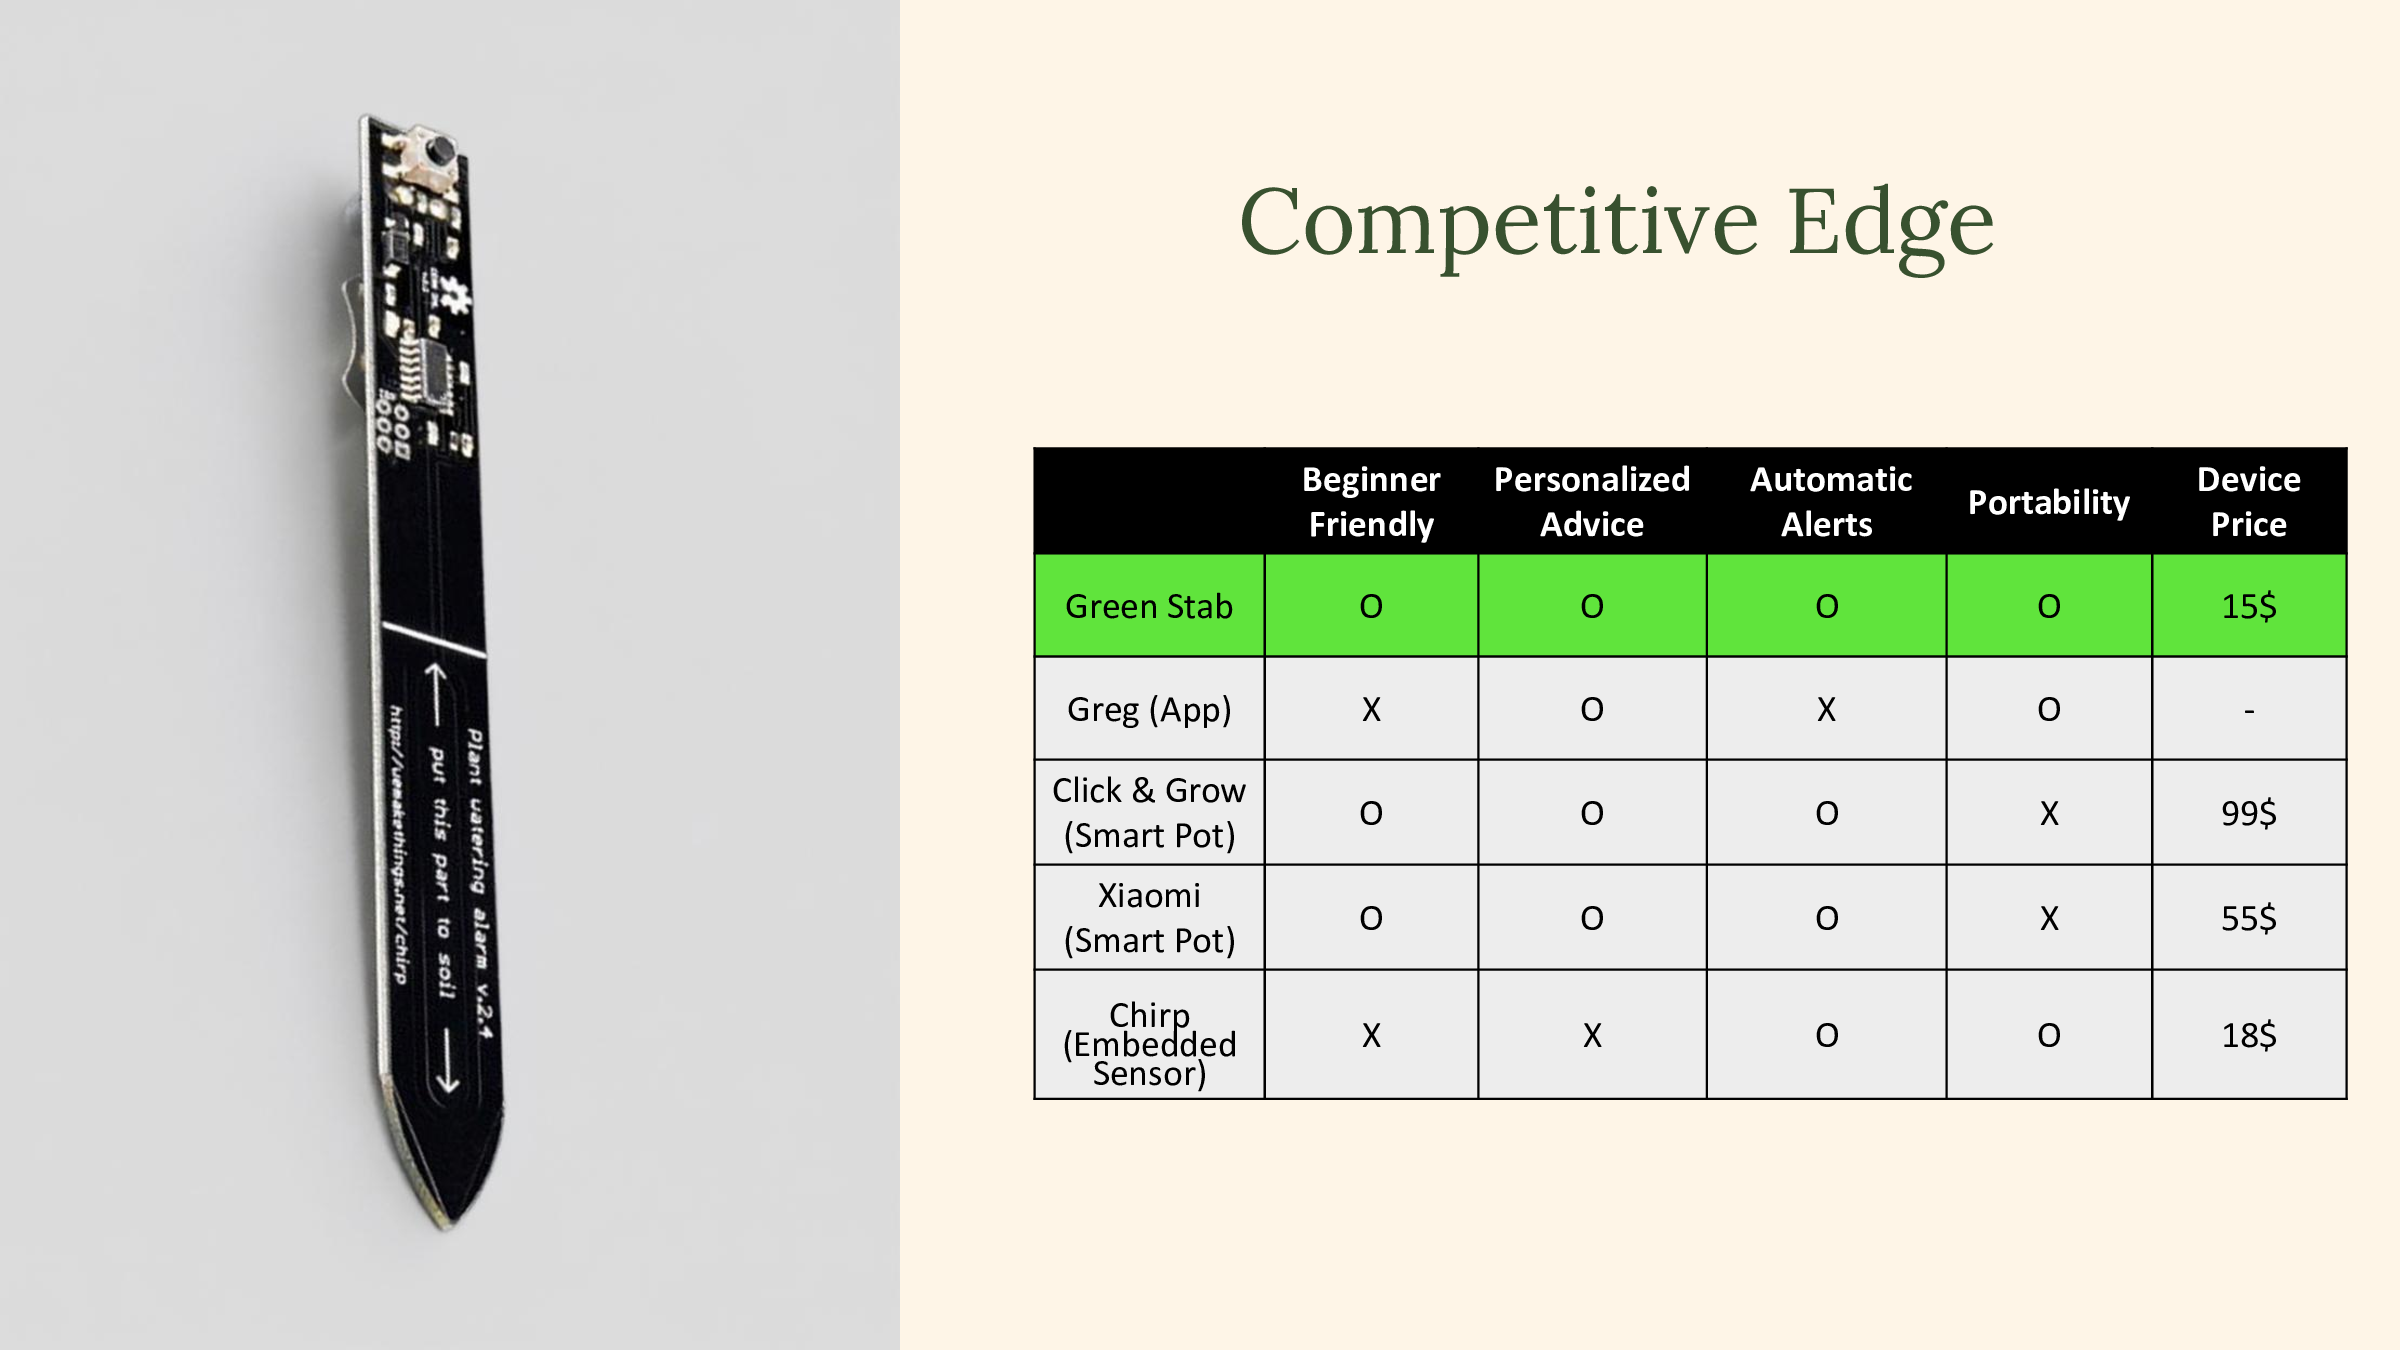 Plant watering alarm v.2.4
put this part to soil
http://wemakethings.net/chirp
Competitive Edge
Beginner Friendly Personalized Advice Automatic Alerts Portability Device Price
Green Stab O O O O 15$
Greg (App) X O X O -
Click & Grow (Smart Pot) O O O X 99$
Xiaomi (Smart Pot) O O O X 55$
Chirp (Embedded Sensor) X X O O 18$